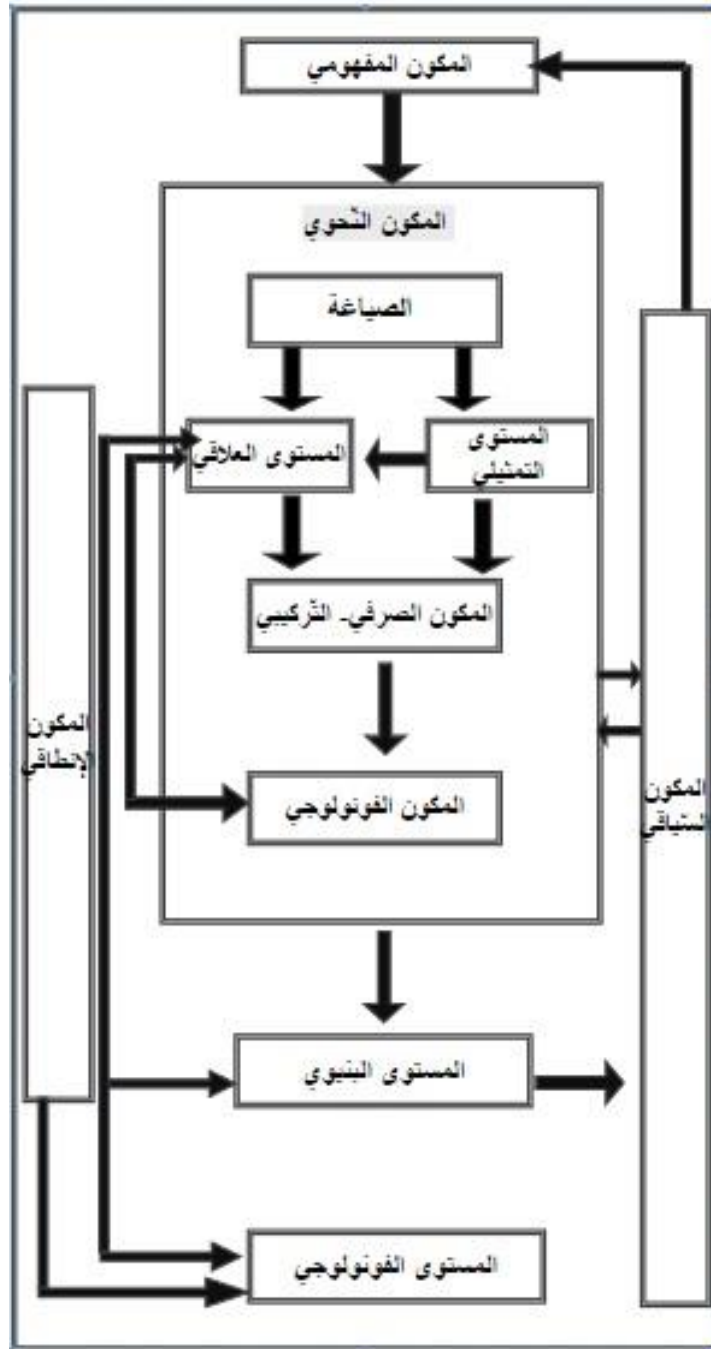 المكون المفهومي
المكون النّحوي
الصياغة
المستوى العلاقي
المستوى
التمثيلي
المكون الصرفي- التّركيبي
المكون
الإنطاقي
المكون
السّياقي
المكون الفونولوجي
المستوى البنيوي
المستوى الفونولوجي